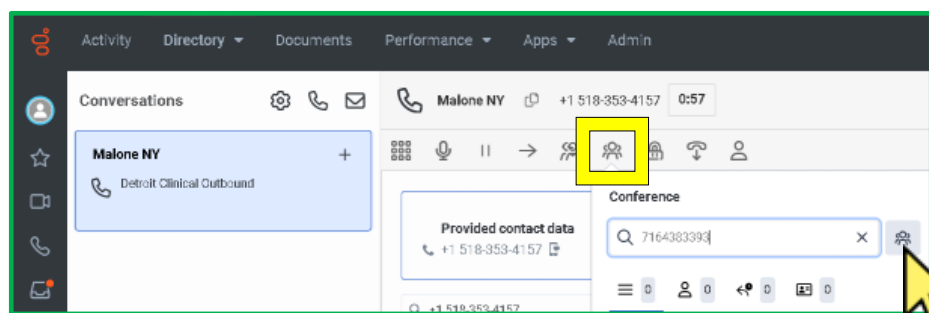 Activity Directory Documents Performance Apps Admin
Conversations
Malone NY +1 518-353-4157 0:57
Malone NY
Detroit Clinical Outbound
Conference
Provided contact data
+1 518-353-4157
7164383393
0 0 0 0
+1 518-353-4157